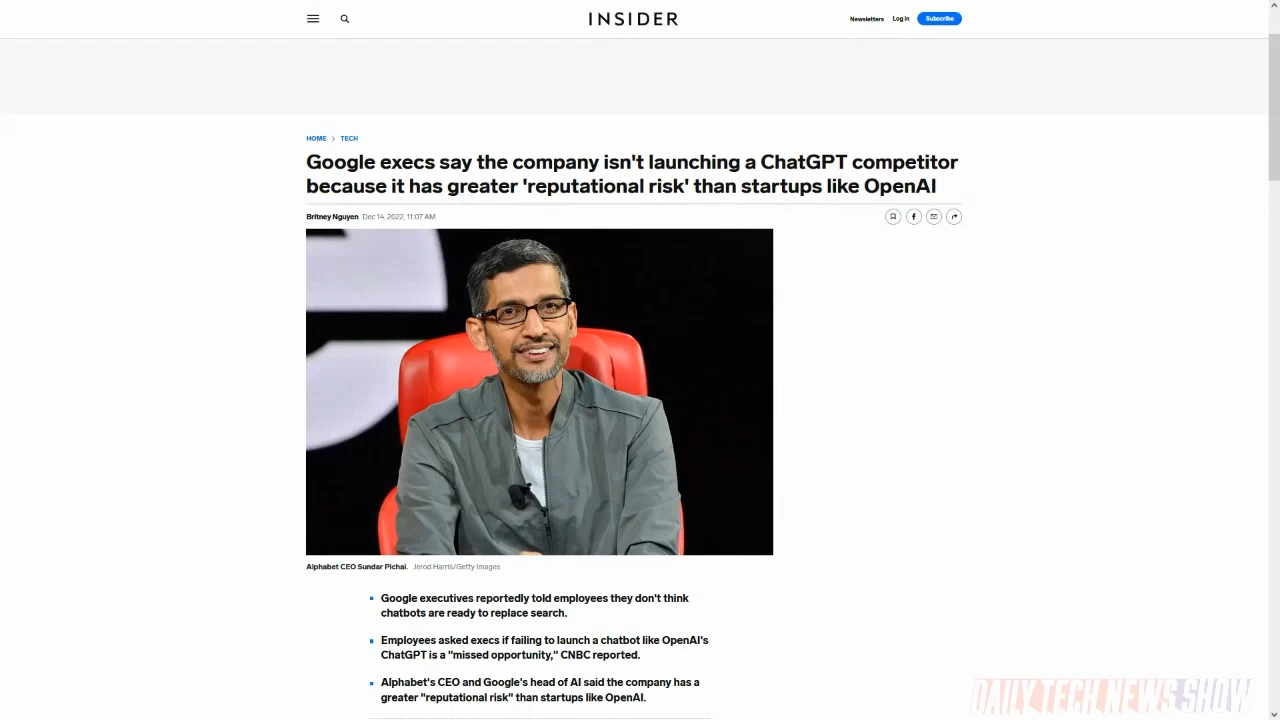 INSIDER
Newsletters Log in Subscribe
HOME > TECH
Google execs say the company isn't launching a ChatGPT competitor
because it has greater 'reputational risk' than startups like OpenAI
Britney Nguyen Dec 14, 2022, 11:07 AM
Alphabet CEO Sundar Pichai. Jerod Harris/Getty Images
Google executives reportedly told employees they don't think
chatbots are ready to replace search.
Employees asked execs if failing to launch a chatbot like OpenAI's
ChatGPT is a "missed opportunity," CNBC reported.
Alphabet's CEO and Google's head of AI said the company has a
greater "reputational risk" than startups like OpenAI.
DAILY TECH NEWS SHOW